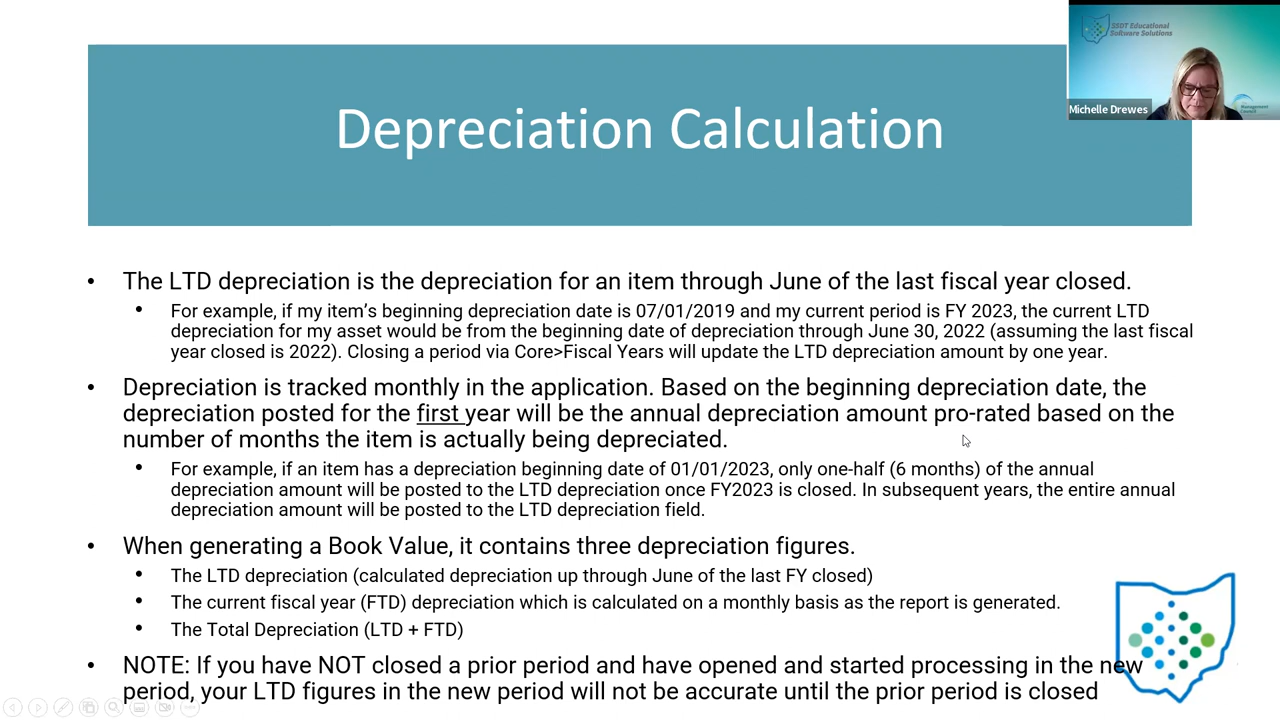 SSDT Educational
Software Solutions
Michelle Drewes
Management
Council
Depreciation Calculation
• The LTD depreciation is the depreciation for an item through June of the last fiscal year closed.
• For example, if my item’s beginning depreciation date is 07/01/2019 and my current period is FY 2023, the current LTD
depreciation for my asset would be from the beginning date of depreciation through June 30, 2022 (assuming the last fiscal
year closed is 2022). Closing a period via Core>Fiscal Years will update the LTD depreciation amount by one year.
• Depreciation is tracked monthly in the application. Based on the beginning depreciation date, the
depreciation posted for the first year will be the annual depreciation amount pro-rated based on the
number of months the item is actually being depreciated.
• For example, if an item has a depreciation beginning date of 01/01/2023, only one-half (6 months) of the annual
depreciation amount will be posted to the LTD depreciation once FY2023 is closed. In subsequent years, the entire annual
depreciation amount will be posted to the LTD depreciation field.
• When generating a Book Value, it contains three depreciation figures.
• The LTD depreciation (calculated depreciation up through June of the last FY closed)
• The current fiscal year (FTD) depreciation which is calculated on a monthly basis as the report is generated.
• The Total Depreciation (LTD + FTD)
• NOTE: If you have NOT closed a prior period and have opened and started processing in the new
period, your LTD figures in the new period will not be accurate until the prior period is closed